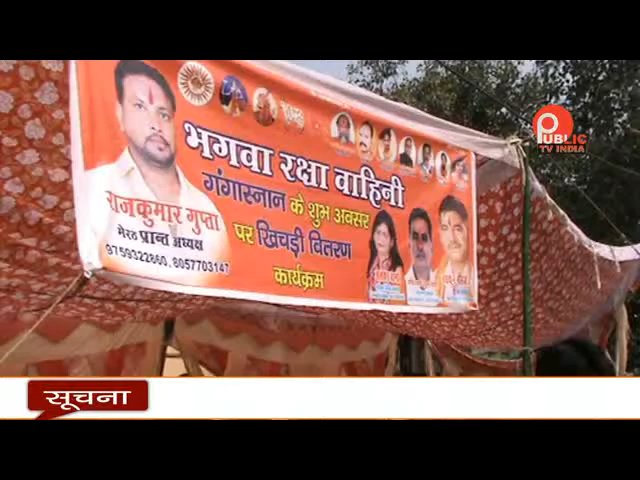 PUBLIC
TV INDIA
भगवा रक्षा वाहिनी
गंगास्नान के शुभ अवसर
पर खिचड़ी वितरण
कार्यक्रम
राजकुमार गुप्ता
मेरठ प्रान्त अध्यक्ष
9759322860, 8057703147
सूचना